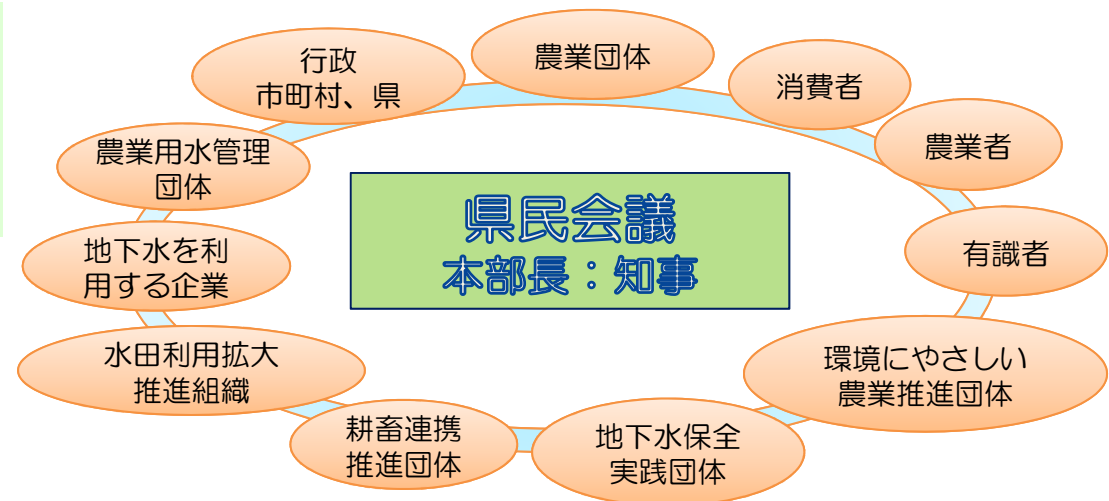 行政
市町村、県
農業団体
消費者
農業者
有識者
環境にやさしい
農業推進団体
地下水保全
実践団体
耕畜連携
推進団体
水田利用拡大
推進組織
地下水を利
用する企業
農業用水管理
団体
県民会議
本部長：知事